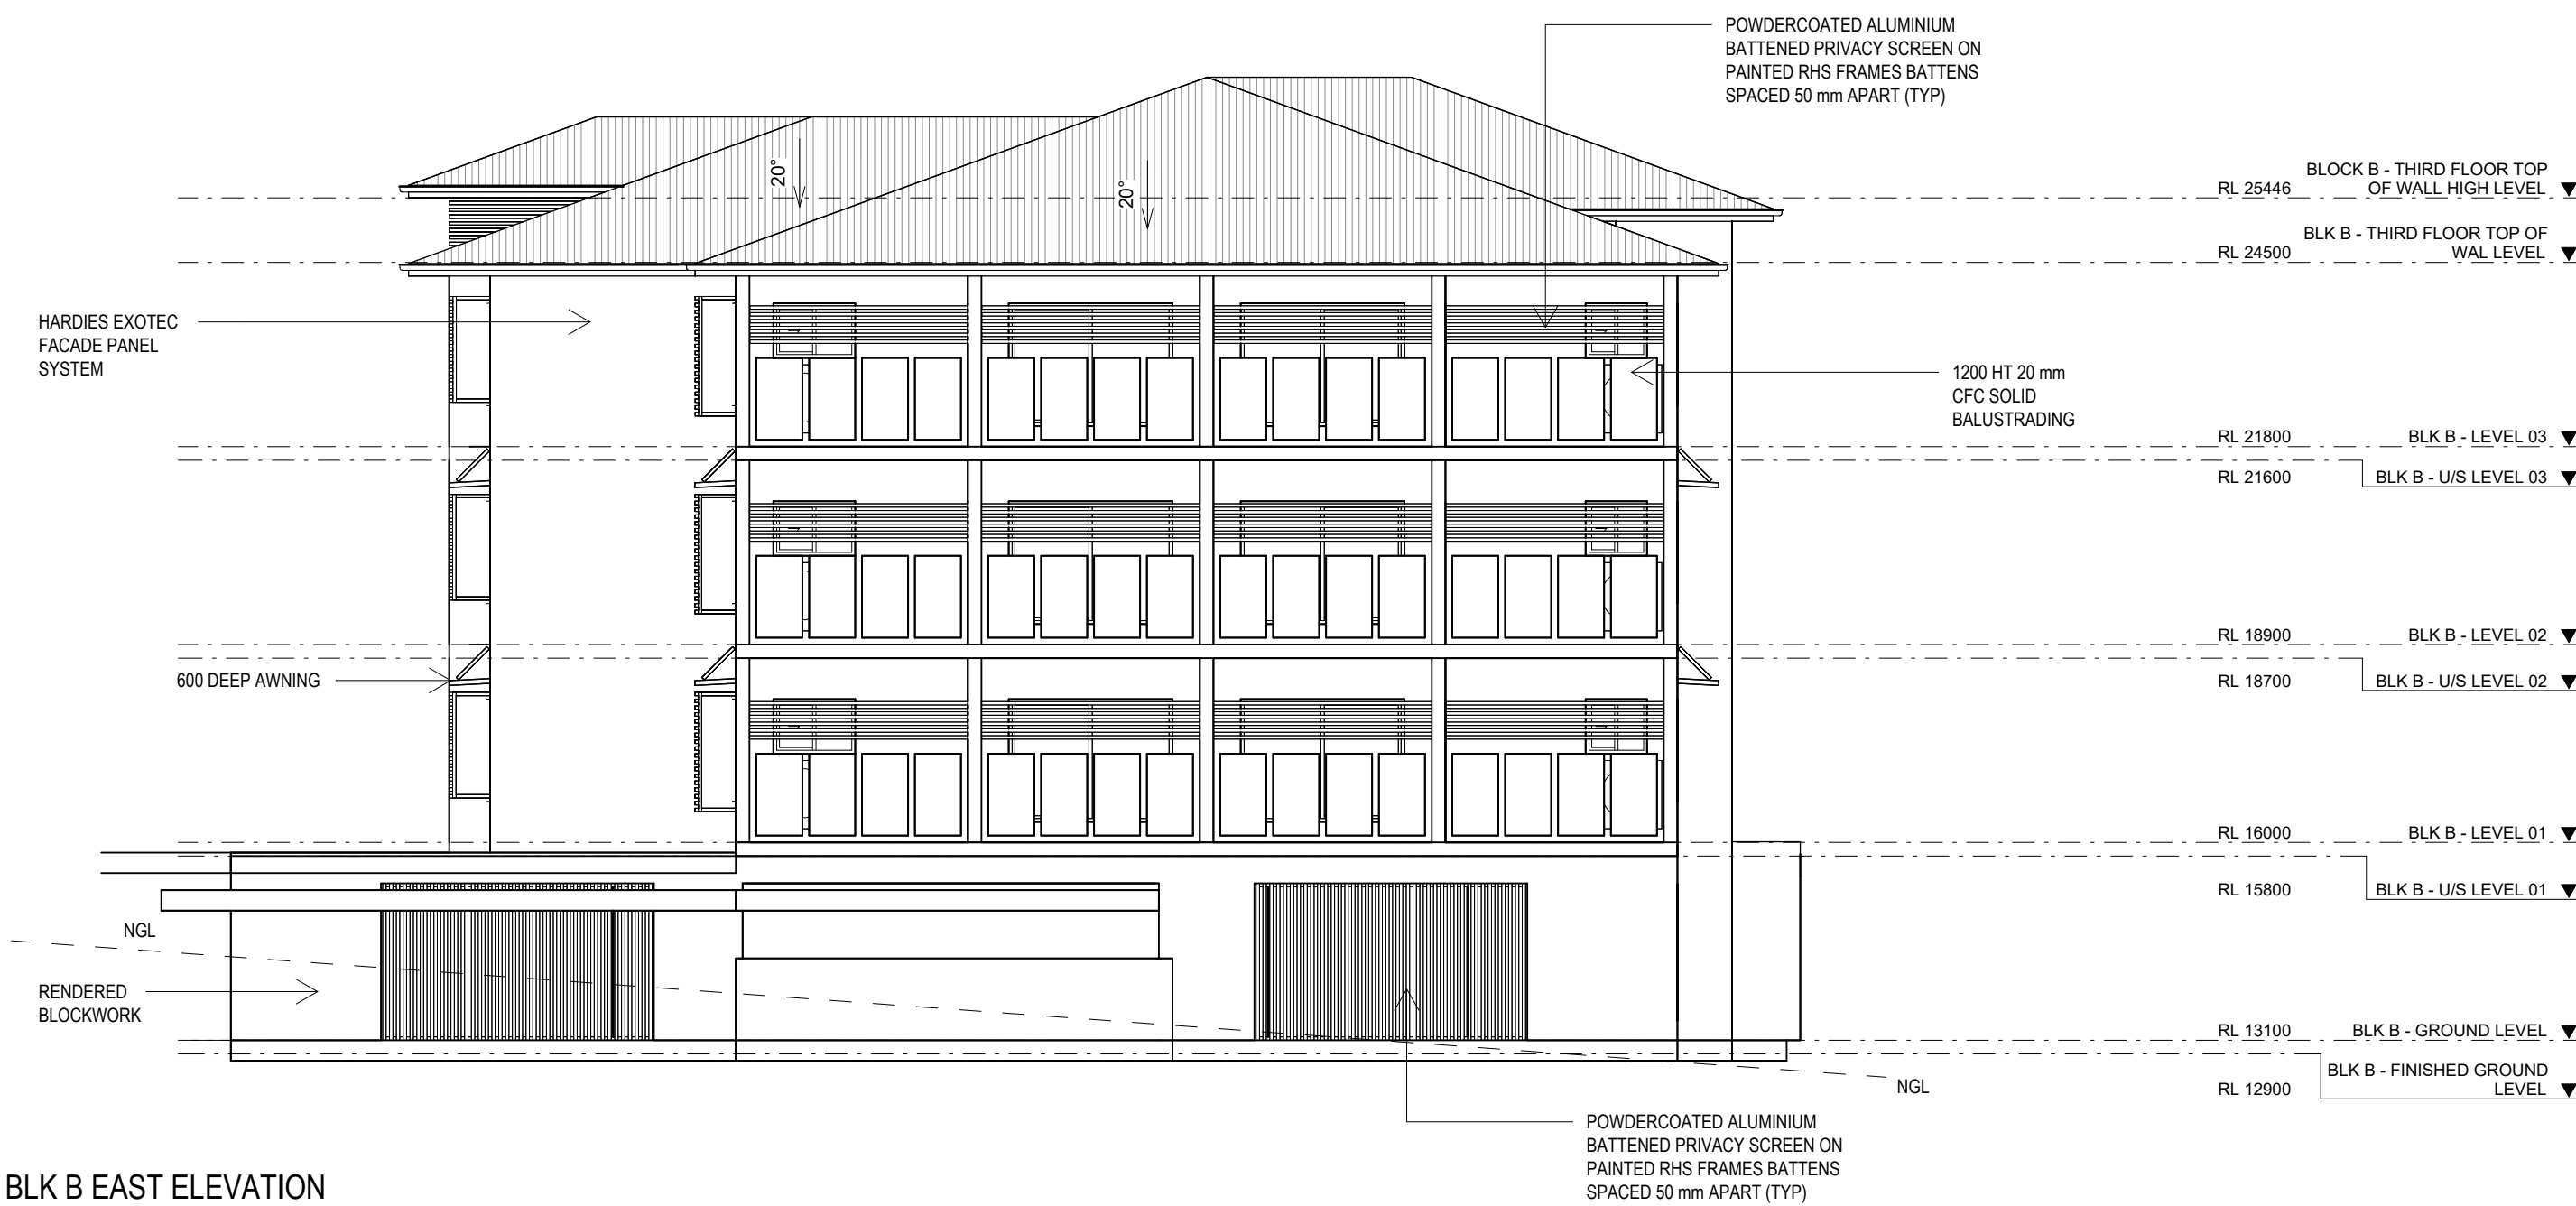 POWDERCOATED ALUMINIUM
BATTENED PRIVACY SCREEN ON
PAINTED RHS FRAMES BATTENS
SPACED 50 mm APART (TYP)
20°
20°
BLOCK B - THIRD FLOOR TOP
RL 25446 OF WALL HIGH LEVEL
BLK B - THIRD FLOOR TOP OF
RL 24500 WAL LEVEL
HARDIES EXOTEC
FACADE PANEL
SYSTEM
1200 HT 20 mm
CFC SOLID
BALUSTRADING
RL 21800 BLK B - LEVEL 03
RL 21600 BLK B - U/S LEVEL 03
RL 18900 BLK B - LEVEL 02
600 DEEP AWNING
RL 18700 BLK B - U/S LEVEL 02
RL 16000 BLK B - LEVEL 01
RL 15800 BLK B - U/S LEVEL 01
NGL
RENDERED
BLOCKWORK
RL 13100 BLK B - GROUND LEVEL
BLK B - FINISHED GROUND
RL 12900 LEVEL
NGL
POWDERCOATED ALUMINIUM
BATTENED PRIVACY SCREEN ON
PAINTED RHS FRAMES BATTENS
SPACED 50 mm APART (TYP)
BLK B EAST ELEVATION